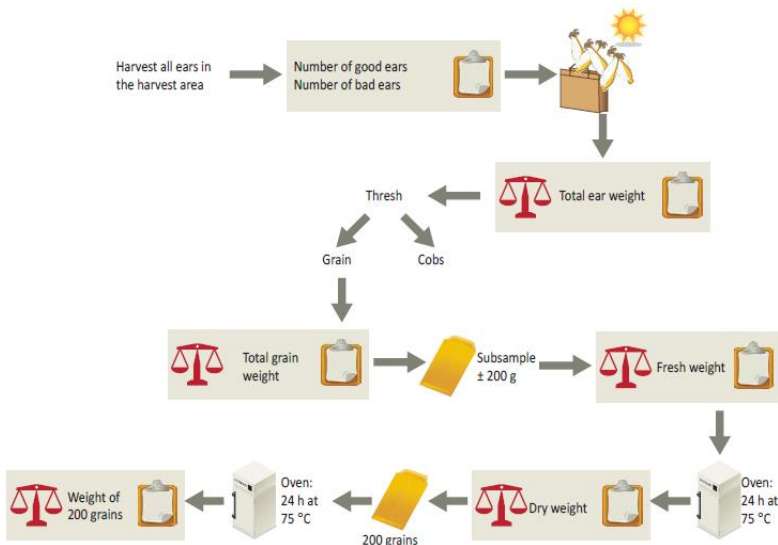 Harvest all ears in
the harvest area
Number of good ears
Number of bad ears
Total ear weight
Thresh
Grain
Cobs
Total grain
weight
Subsample
± 200 g
Fresh weight
Oven:
24 h at
75 °C
Dry weight
200 grains
Oven:
24 h at
75 °C
Weight of
200 grains